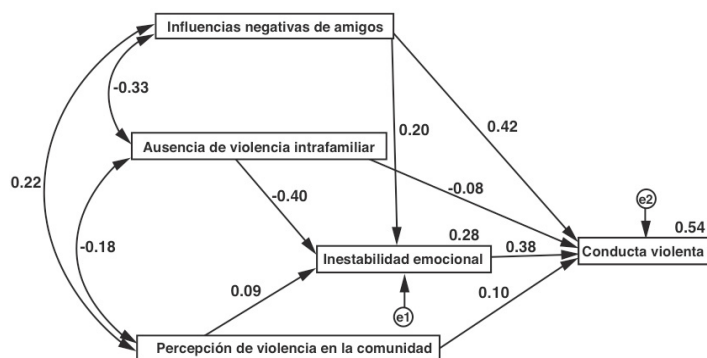 Influencias negativas de amigos
-0.33
0.20
0.42
Ausencia de violencia intrafamiliar
0.22
-0.40
-0.08
e2
-0.18
0.28
0.54
0.38
Inestabilidad emocional
Conducta violenta
0.09
0.10
e1
Percepción de violencia en la comunidad